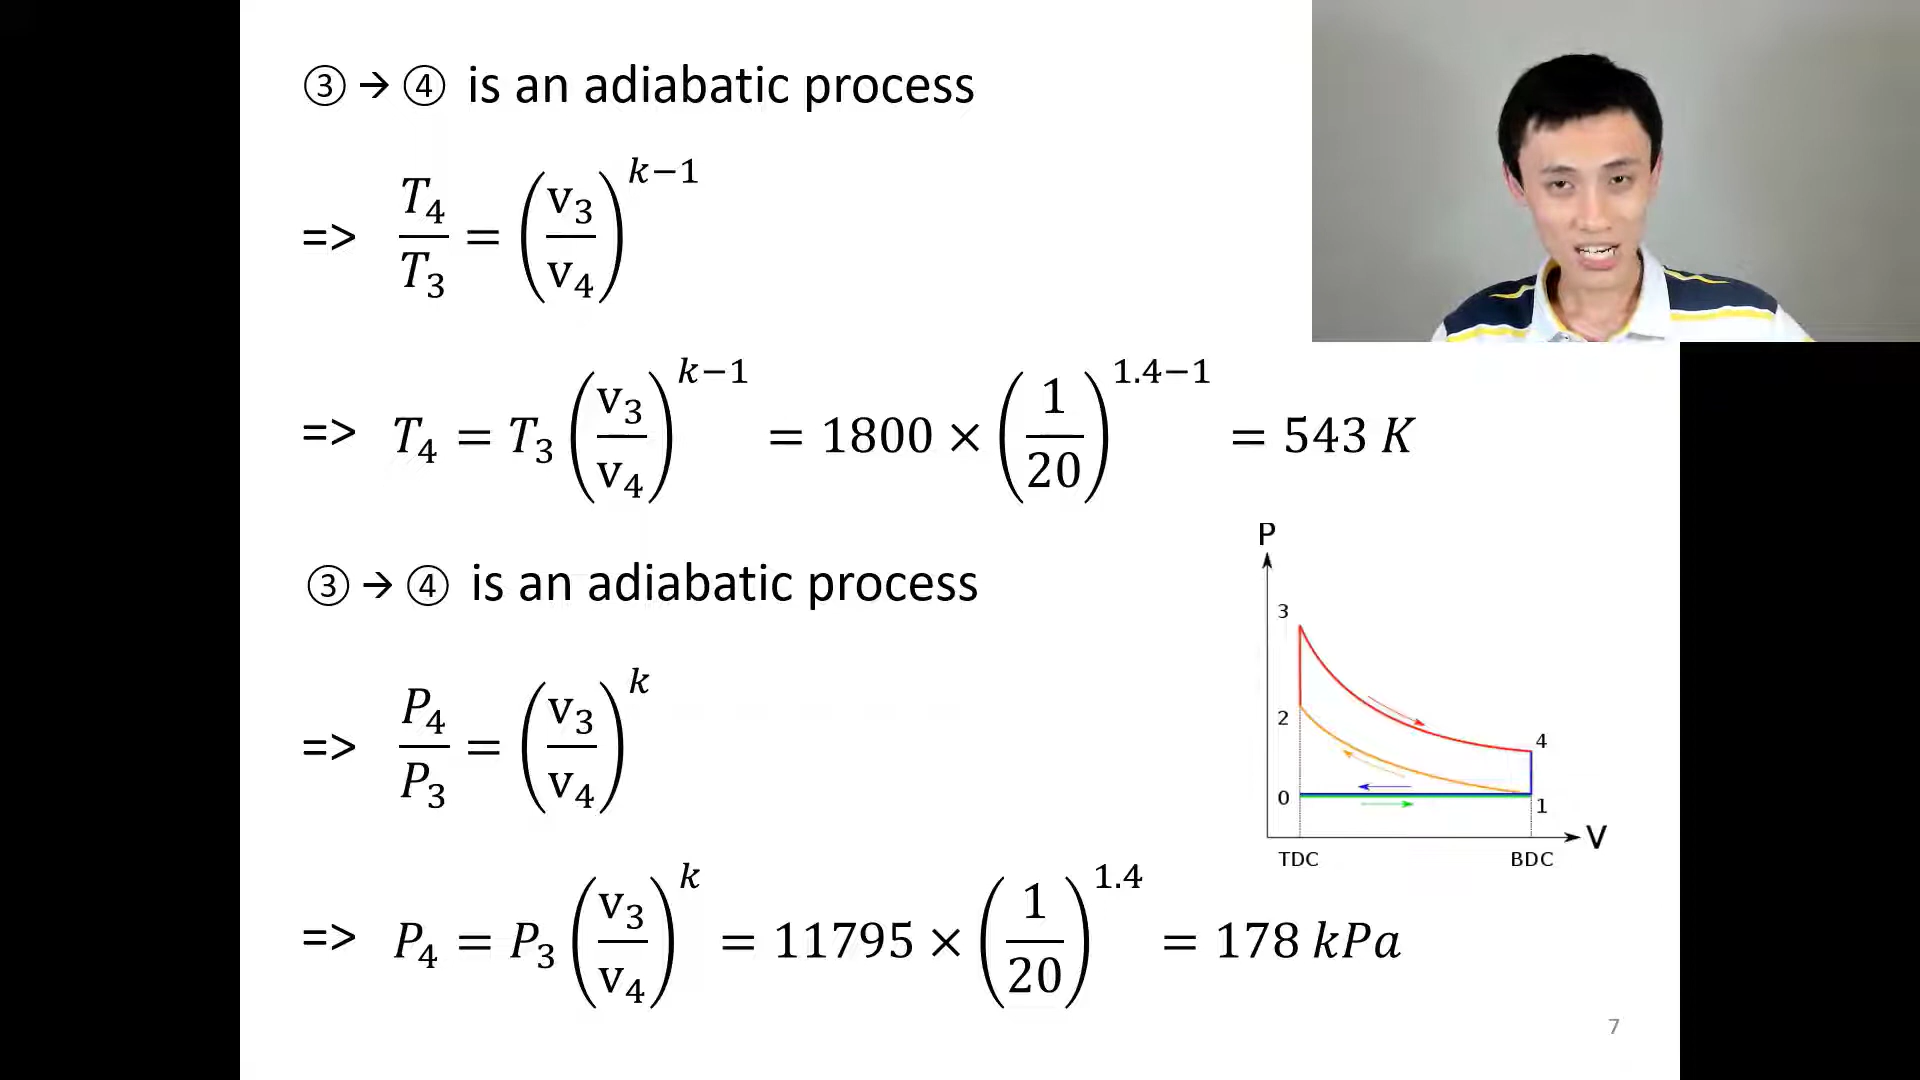 ③→④ is an adiabatic process
=> T₄/T₃ = (v₃/v₄)^(k−1)
=> T₄ = T₃ (v₃/v₄)^(k−1) = 1800 × (1/20)^(1.4−1) = 543 K
③→④ is an adiabatic process
=> P₄/P₃ = (v₃/v₄)^k
=> P₄ = P₃ (v₃/v₄)^k = 11795 × (1/20)^1.4 = 178 kPa
P
3
2
4
0
1
V
TDC
BDC
7